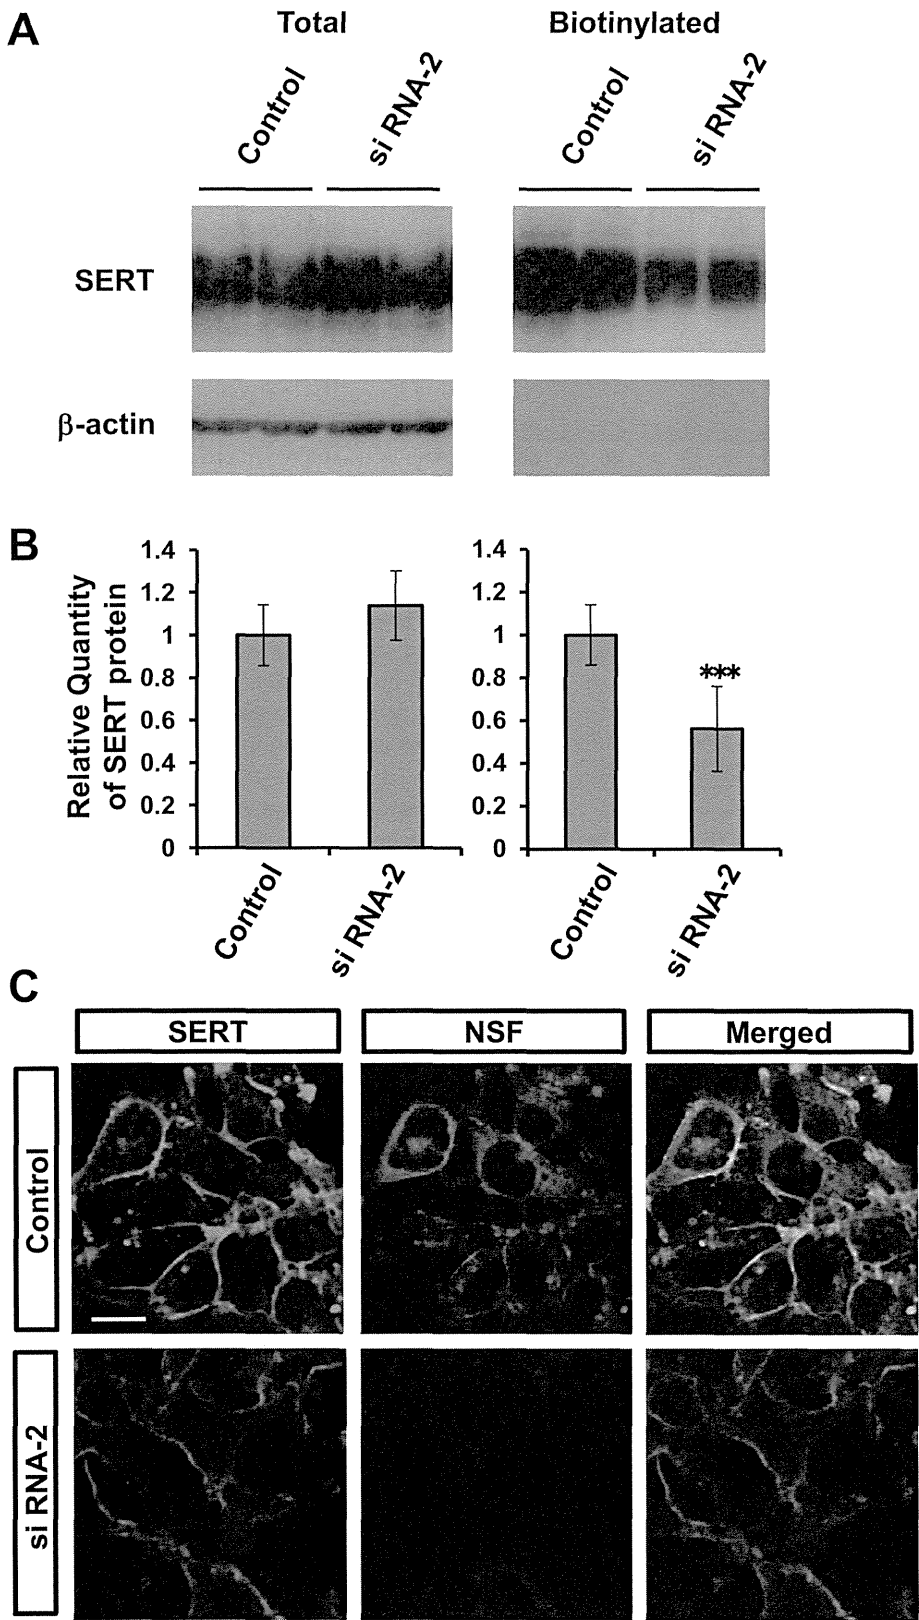 A
Total
Biotinylated
Control
si RNA-2
Control
si RNA-2
SERT
β-actin
B
Relative Quantity
of SERT protein
1.4
1.2
1
0.8
0.6
0.4
0.2
0
Control
si RNA-2
1.4
1.2
1
0.8
0.6
0.4
0.2
0
***
Control
si RNA-2
C
SERT
NSF
Merged
Control
si RNA-2